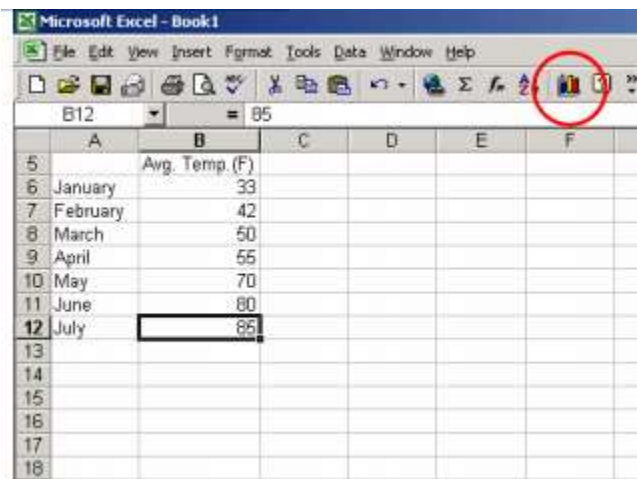 Microsoft Excel - Book1
File Edit View Insert Format Tools Data Window Help
B12 = 85
A B C D E F
5 Avg. Temp.(F)
6 January 33
7 February 42
8 March 50
9 April 55
10 May 70
11 June 80
12 July 85
13
14
15
16
17
18